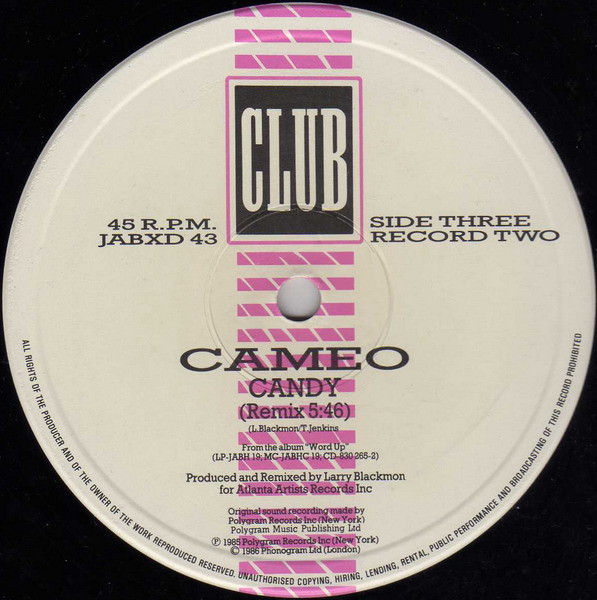 CLUB
45 R.P.M.
JABXD 43
SIDE THREE
RECORD TWO
CAMEO
CANDY
(Remix 5:46)
(L.Blackmon/T.Jenkins
From the album "Word Up"
(LP-JABH 19; MC-JABHC 19; CD-830 265-2)
Produced and Remixed by Larry Blackmon
for Atlanta Artists Records Inc
Original sound recording made by
Polygram Records Inc (New York)
Polygram Music Publishing Ltd
Ⓟ 1985 Polygram Records Inc (New York)
© 1986 Phonogram Ltd (London)
ALL RIGHTS OF THE PRODUCER AND OF THE OWNER OF THE WORK REPRODUCED RESERVED. UNAUTHORISED COPYING, HIRING, LENDING, RENTAL, PUBLIC PERFORMANCE AND BROADCASTING OF THIS RECORD PROHIBITED